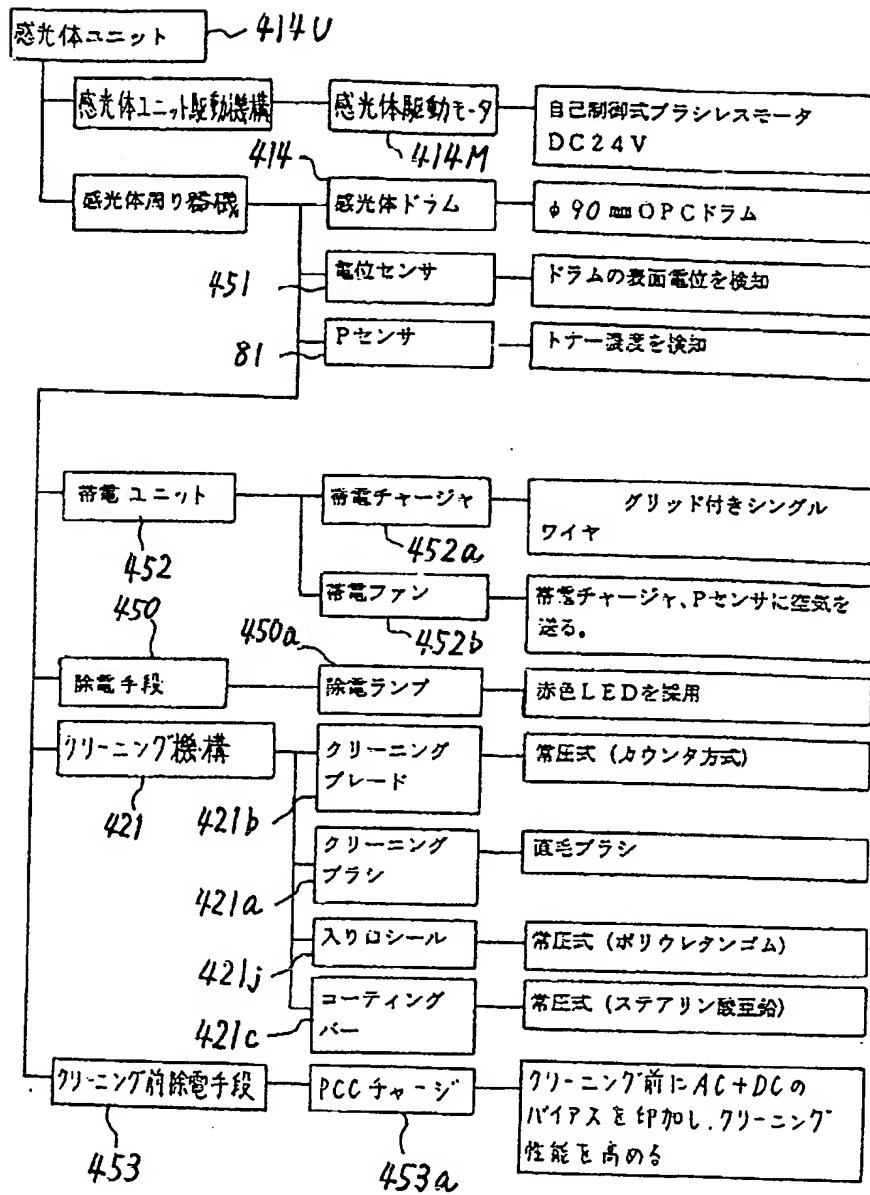 感光体ユニット 414U
感光体ユニット駆動機構 感光体駆動モータ 自己制御式ブラシレスモータ
DC24V
414 414M
感光体周り器機 感光体ドラム φ90㎜OPCドラム
451 電位センサ ドラムの表面電位を検知
81 Pセンサ トナー濃度を検知
帯電ユニット 帯電チャージャ グリッド付きシングル
ワイヤ
452 452a
帯電ファン 帯電チャージャ、Pセンサに空気を
送る。
450 450a 452b
除電手段 除電ランプ 赤色LEDを採用
クリーニング機構 クリーニング
ブレード 常圧式(カウンタ方式)
421 421b
クリーニング
ブラシ 直毛ブラシ
421a
入り口シール 常圧式(ポリウレタンゴム)
421j
コーティング
バー 常圧式(ステアリン酸亜鉛)
421c
クリーニング前除電手段 PCCチャージ クリーニング前にAC+DCの
バイアスを印加し、クリーニング
性能を高める
453 453a